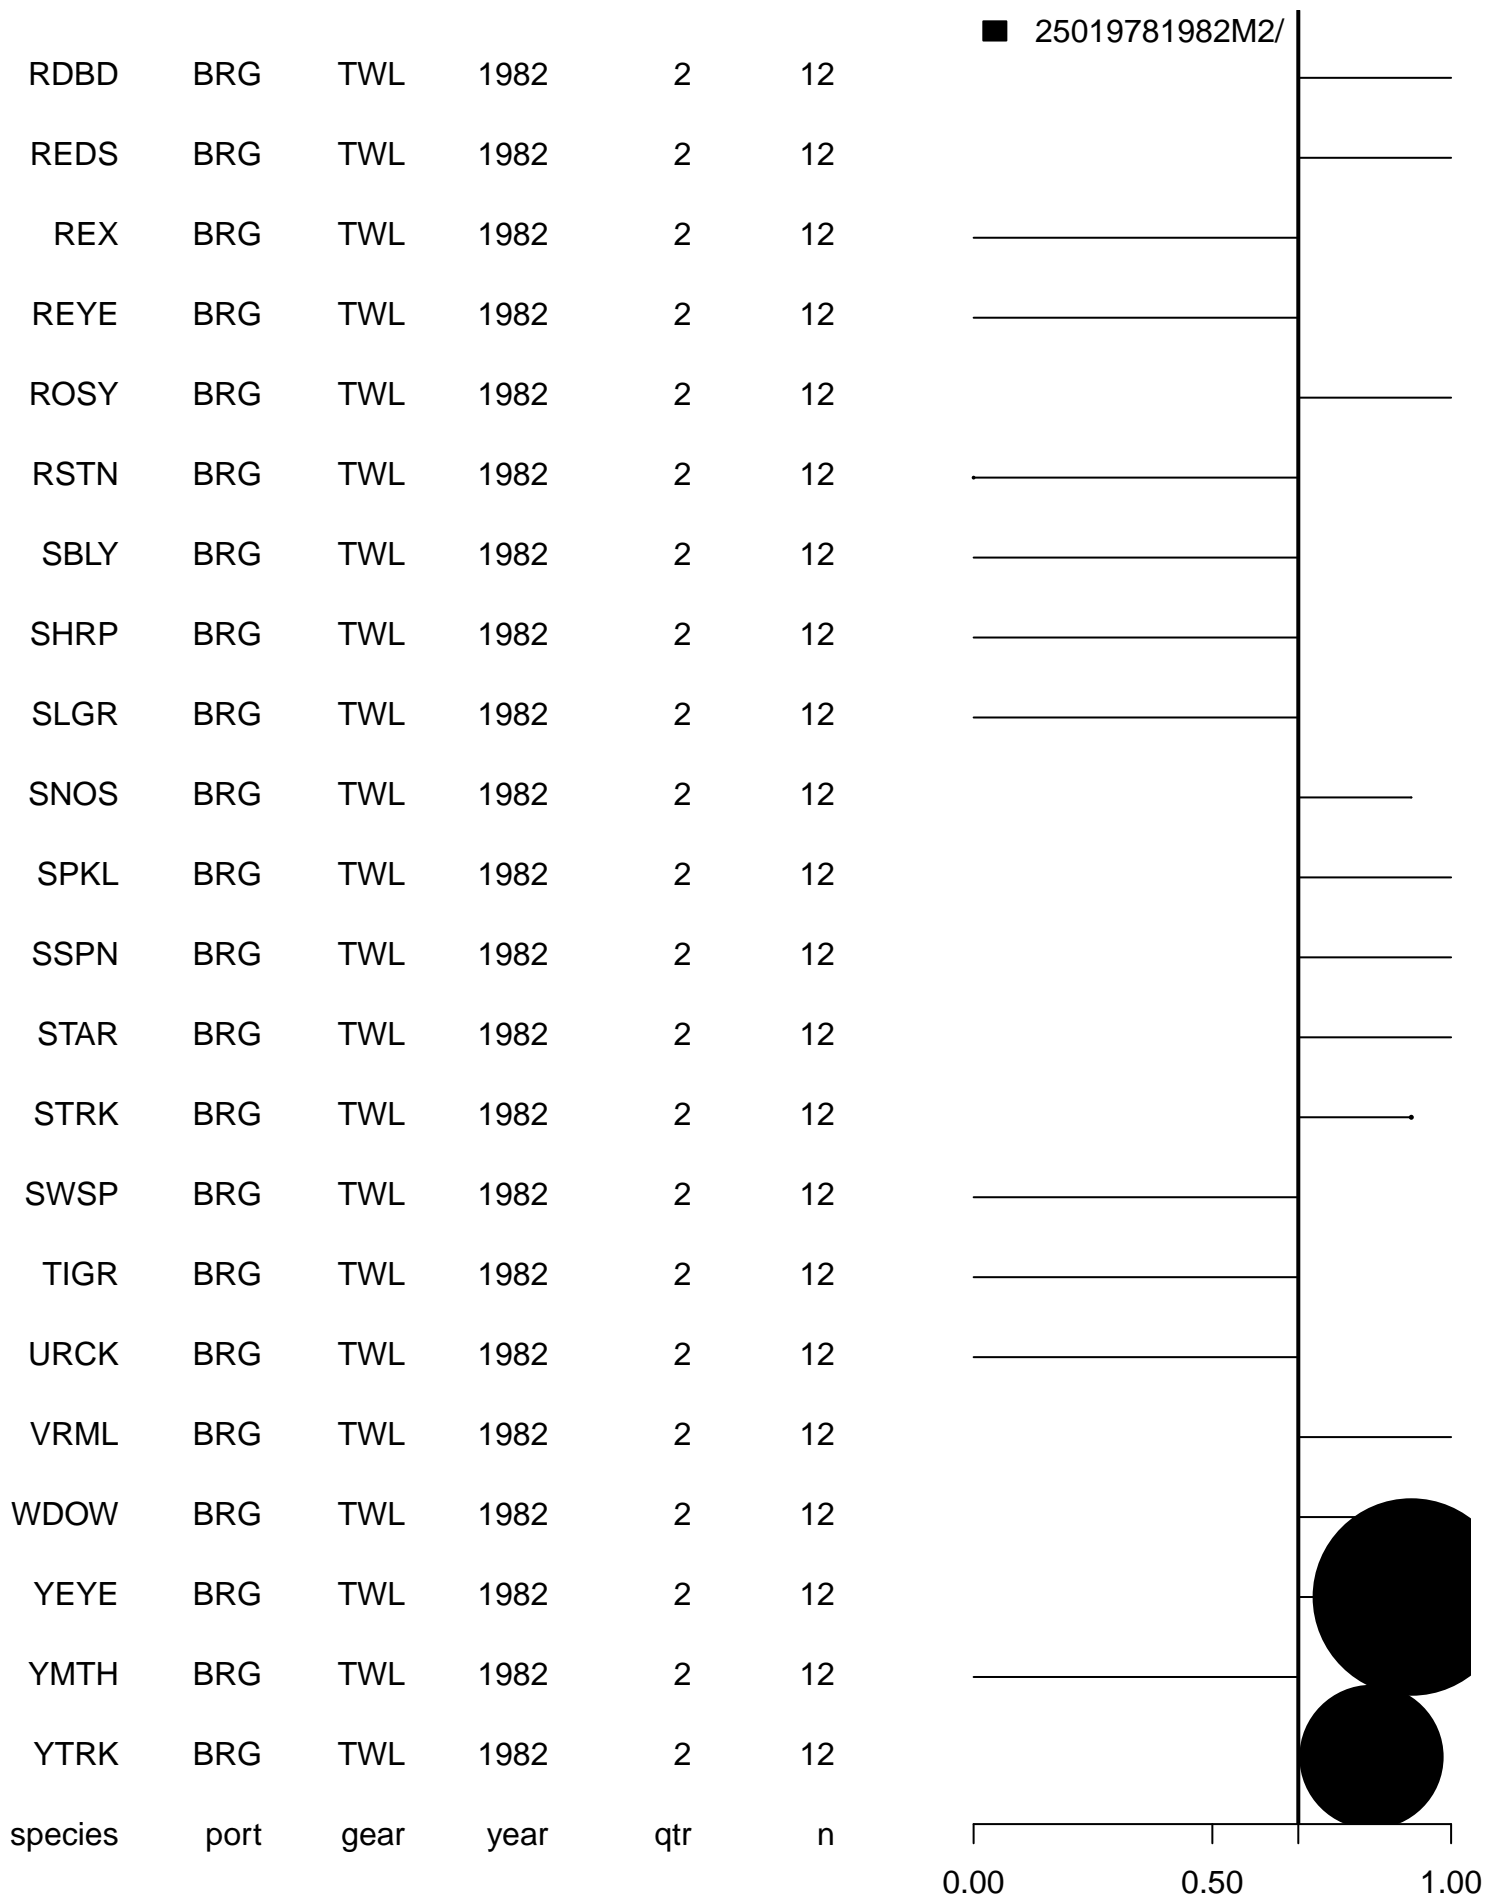 25019781982M2/
RDBD BRG TWL 1982 2 12
REDS BRG TWL 1982 2 12
REX BRG TWL 1982 2 12
REYE BRG TWL 1982 2 12
ROSY BRG TWL 1982 2 12
RSTN BRG TWL 1982 2 12
SBLY BRG TWL 1982 2 12
SHRP BRG TWL 1982 2 12
SLGR BRG TWL 1982 2 12
SNOS BRG TWL 1982 2 12
SPKL BRG TWL 1982 2 12
SSPN BRG TWL 1982 2 12
STAR BRG TWL 1982 2 12
STRK BRG TWL 1982 2 12
SWSP BRG TWL 1982 2 12
TIGR BRG TWL 1982 2 12
URCK BRG TWL 1982 2 12
VRML BRG TWL 1982 2 12
WDOW BRG TWL 1982 2 12
YEYE BRG TWL 1982 2 12
YMTH BRG TWL 1982 2 12
YTRK BRG TWL 1982 2 12
species port gear year qtr n
0.00 0.50 1.00